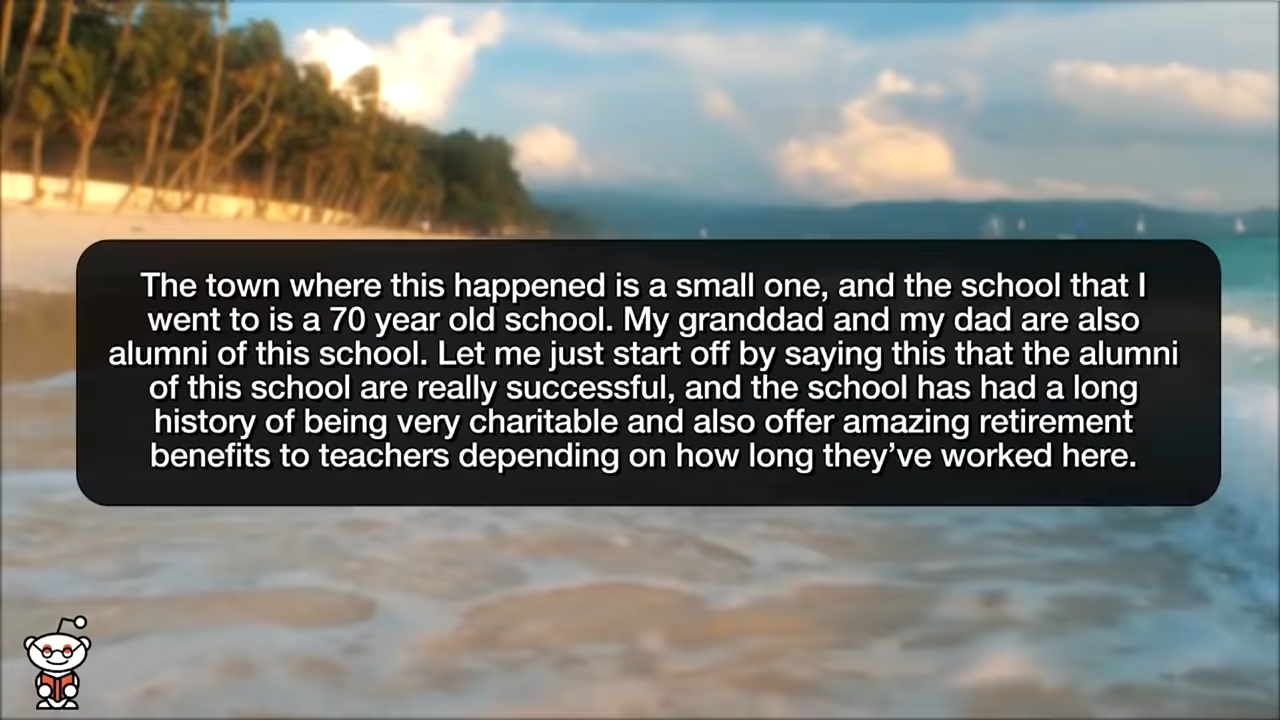 The town where this happened is a small one, and the school that I
went to is a 70 year old school. My granddad and my dad are also
alumni of this school. Let me just start off by saying this that the alumni
of this school are really successful, and the school has had a long
history of being very charitable and also offer amazing retirement
benefits to teachers depending on how long they’ve worked here.